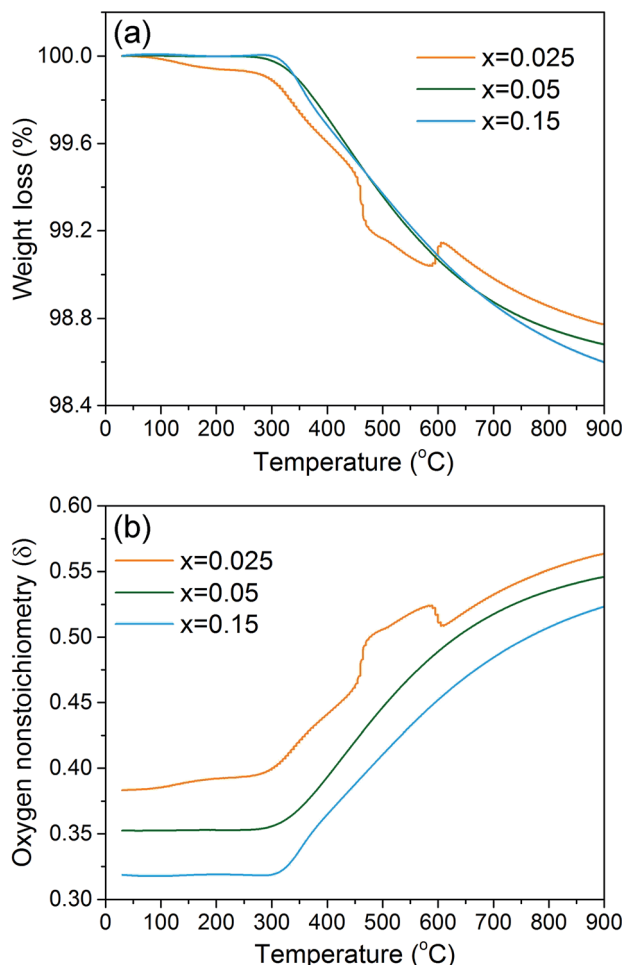 (a)
x=0.025
x=0.05
x=0.15
Weight loss (%)
100.0
99.6
99.2
98.8
98.4
0 100 200 300 400 500 600 700 800 900
Temperature (°C)
(b)
x=0.025
x=0.05
x=0.15
Oxygen nonstoichiometry (δ)
0.60
0.55
0.50
0.45
0.40
0.35
0.30
0 100 200 300 400 500 600 700 800 900
Temperature (°C)